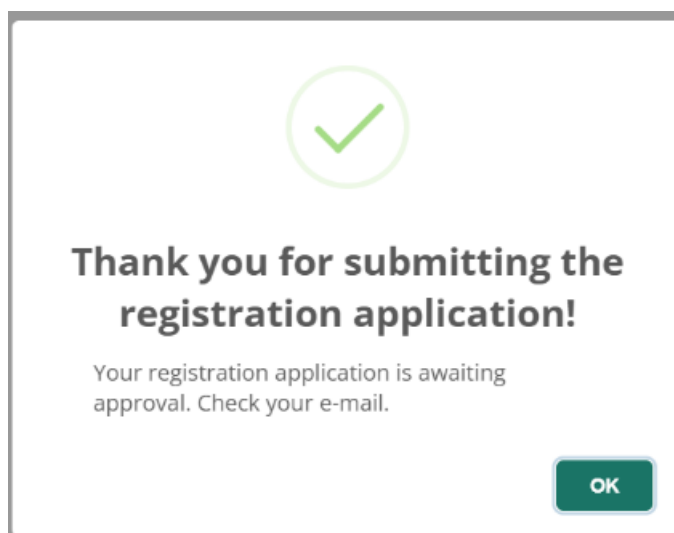 Thank you for submitting the
registration application!
Your registration application is awaiting
approval. Check your e-mail.
OK